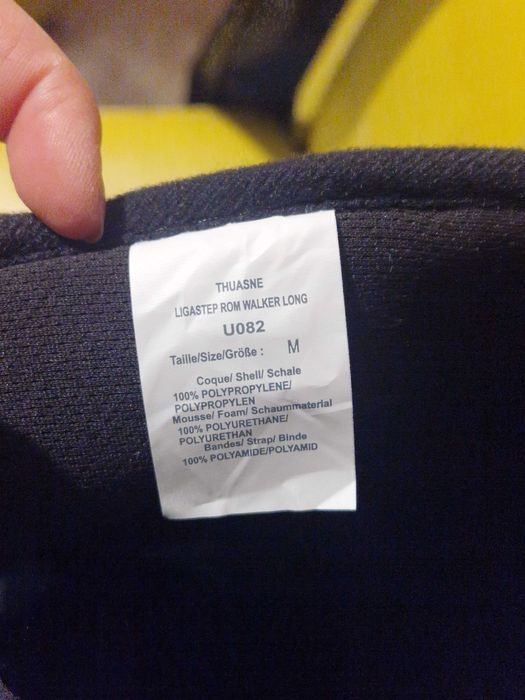 THUASNE
LIGASTEP ROM WALKER LONG
U082
Taille/Size/Größe : M
Coque/ Shell/ Schale
100% POLYPROPYLENE/
POLYPROPYLEN
Mousse/ Foam/ Schaummaterial
100% POLYURETHANE/
POLYURETHAN
Bandes/ Strap/ Binde
100% POLYAMIDE/POLYAMID